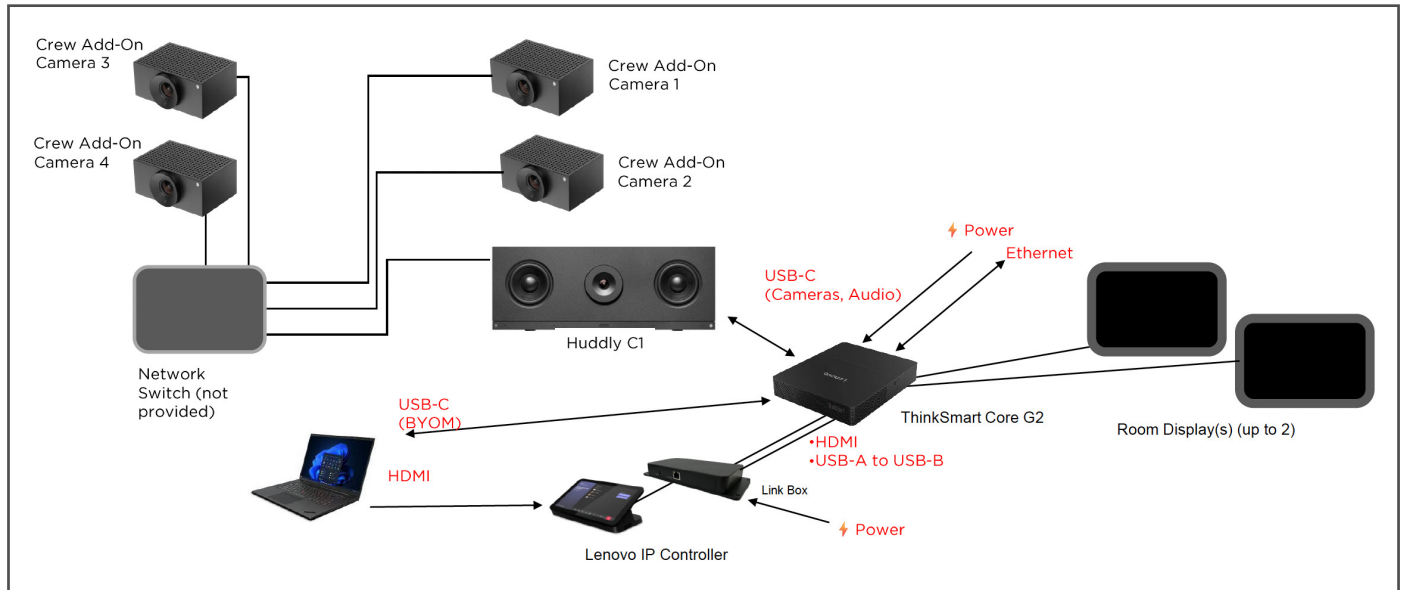 Crew Add-On
Camera 3
Crew Add-On
Camera 1
Crew Add-On
Camera 4
Crew Add-On
Camera 2
Power
Ethernet
USB-C
(Cameras, Audio)
Huddly C1
Network
Switch (not
provided)
USB-C
(BYOM)
ThinkSmart Core G2
Room Display(s) (up to 2)
•HDMI
•USB-A to USB-B
HDMI
Link Box
Power
Lenovo IP Controller